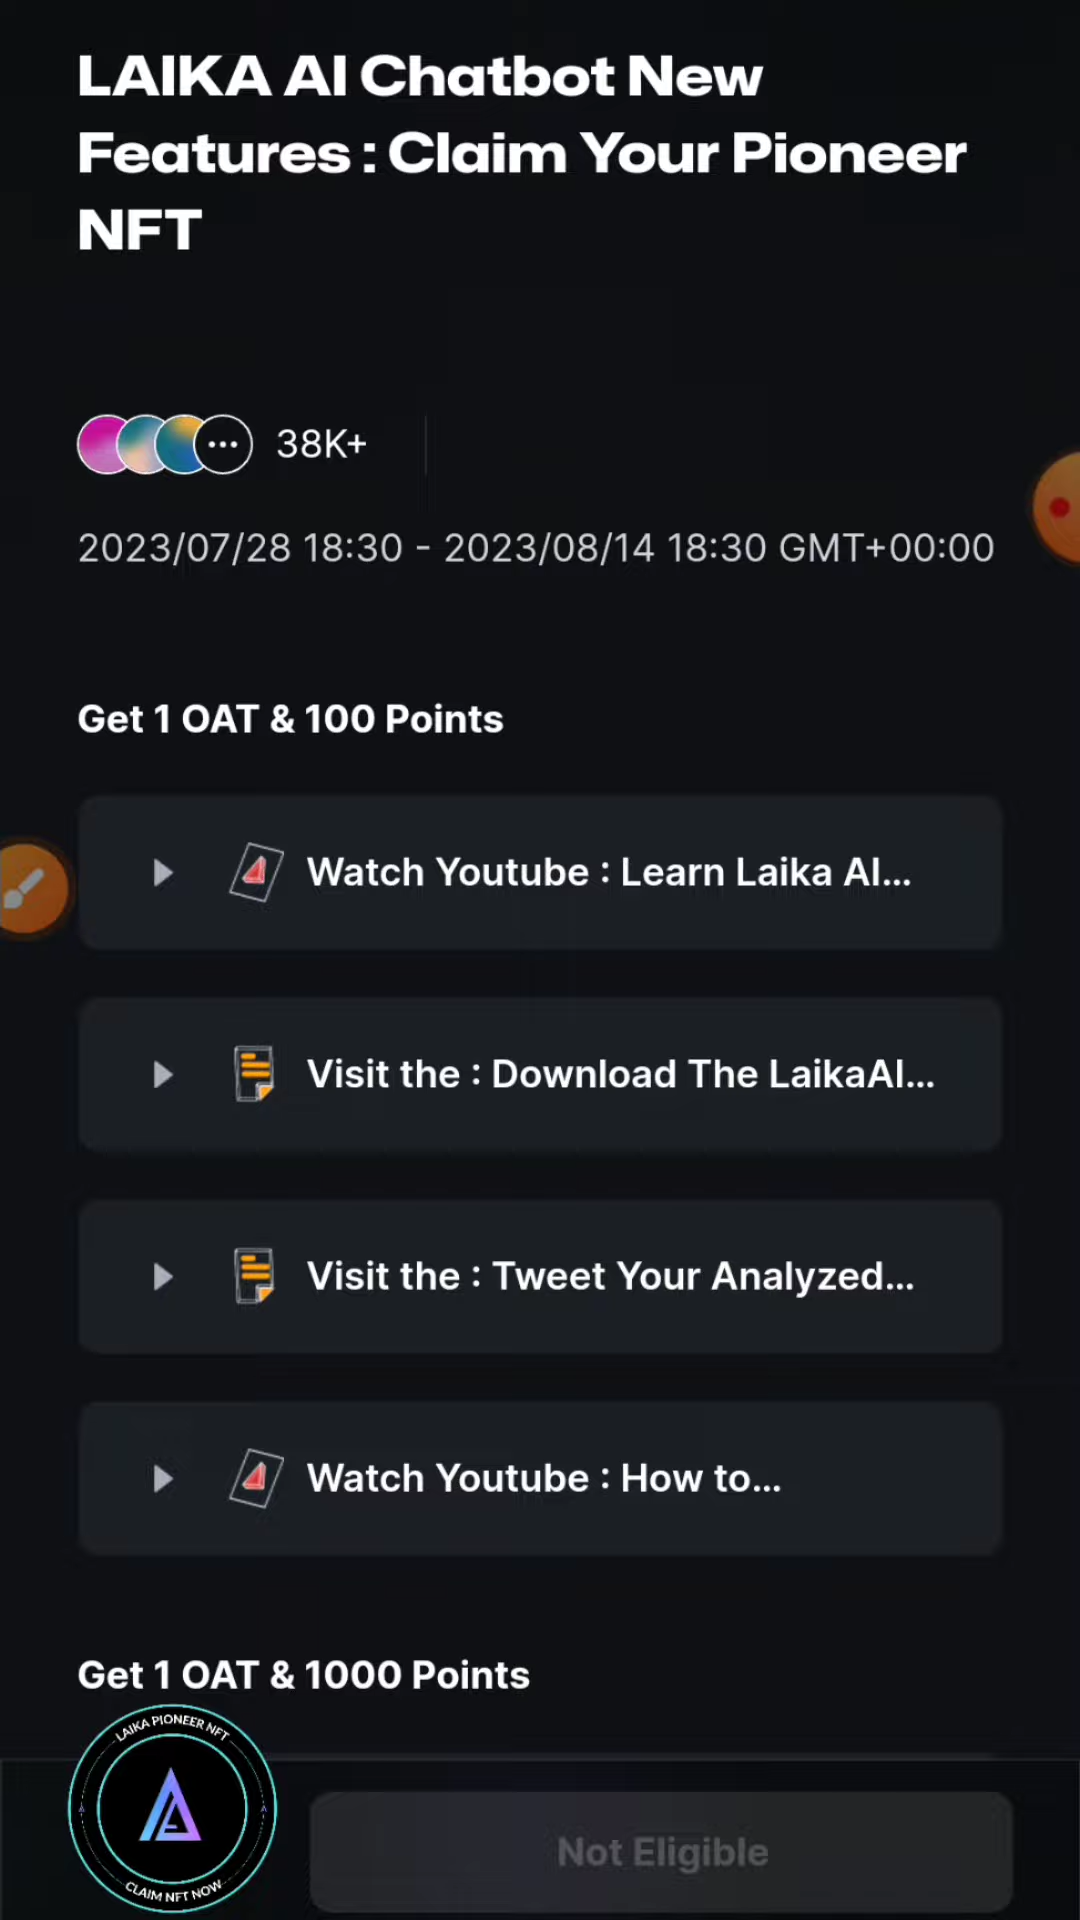 LAIKA AI Chatbot New
Features : Claim Your Pioneer
NFT
38K+
2023/07/28 18:30 - 2023/08/14 18:30 GMT+00:00
Get 1 OAT & 100 Points
Watch Youtube : Learn Laika AI...
Visit the : Download The LaikaAI...
Visit the : Tweet Your Analyzed...
Watch Youtube : How to...
Get 1 OAT & 1000 Points
LAIKA PIONEER NFT
CLAIM NFT NOW
Not Eligible